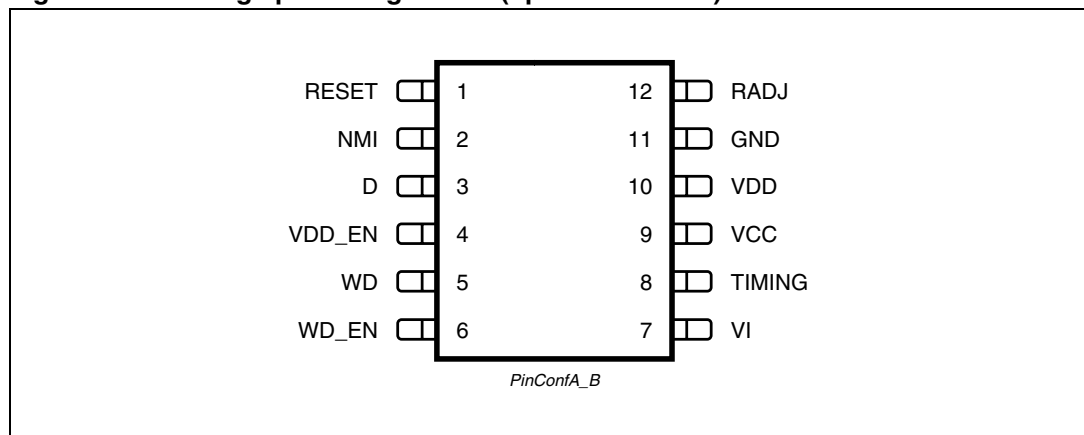 RESET 1 12 RADJ
NMI 2 11 GND
D 3 10 VDD
VDD_EN 4 9 VCC
WD 5 8 TIMING
WD_EN 6 7 VI
PinConfA_B